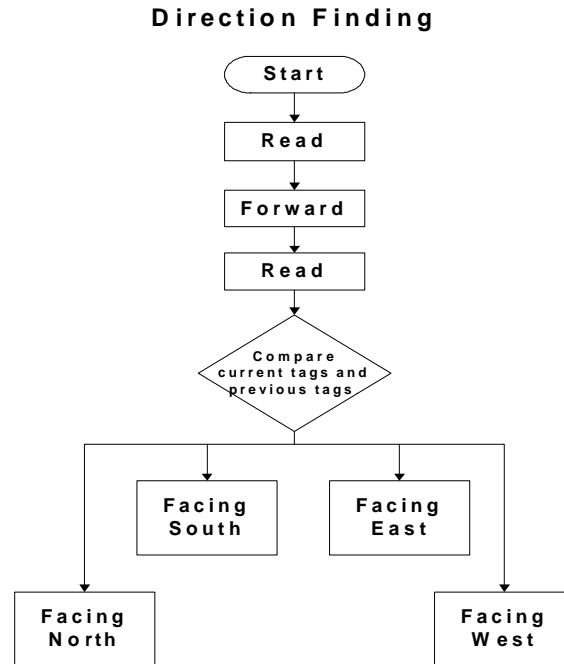 Direction Finding
Start
Read
Forward
Read
Compare
current tags and
previous tags
Facing
South
Facing
East
Facing
North
Facing
West